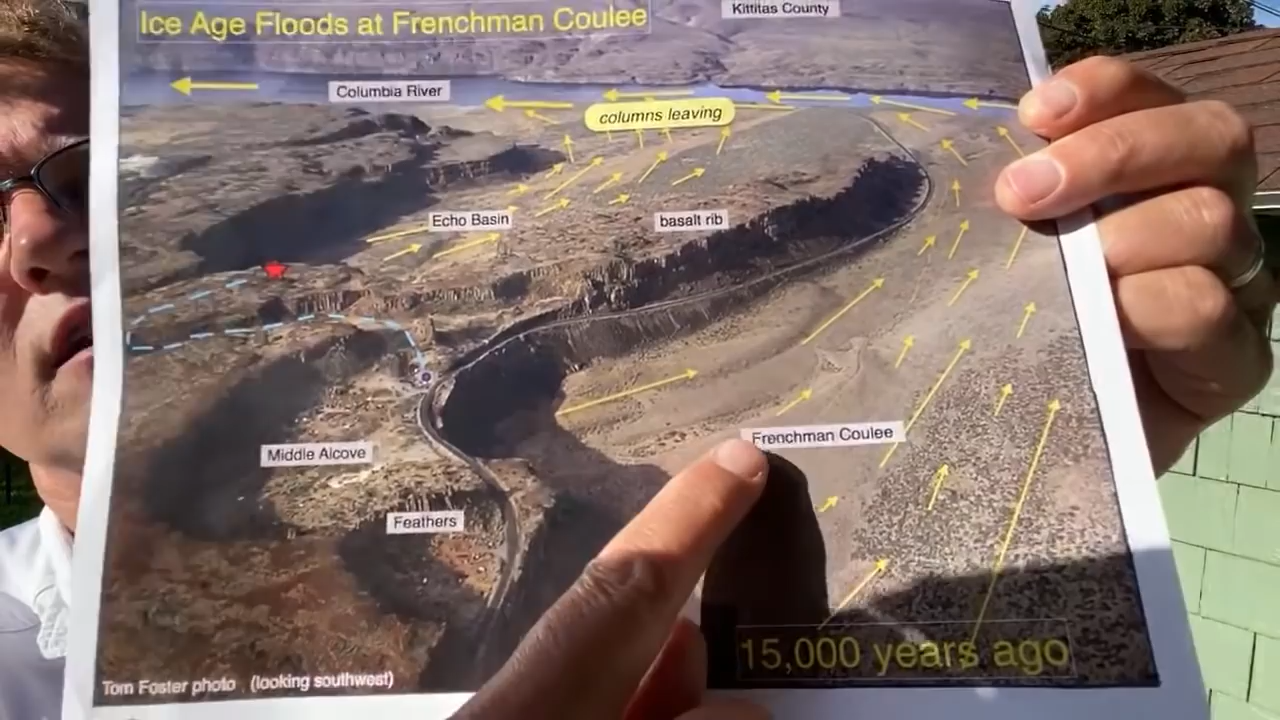 Ice Age Floods at Frenchman Coulee
Kittitas County
Columbia River
columns leaving
Echo Basin
basalt rib
Frenchman Coulee
Middle Alcove
Feathers
15,000 years ago
Tom Foster photo (looking southwest)